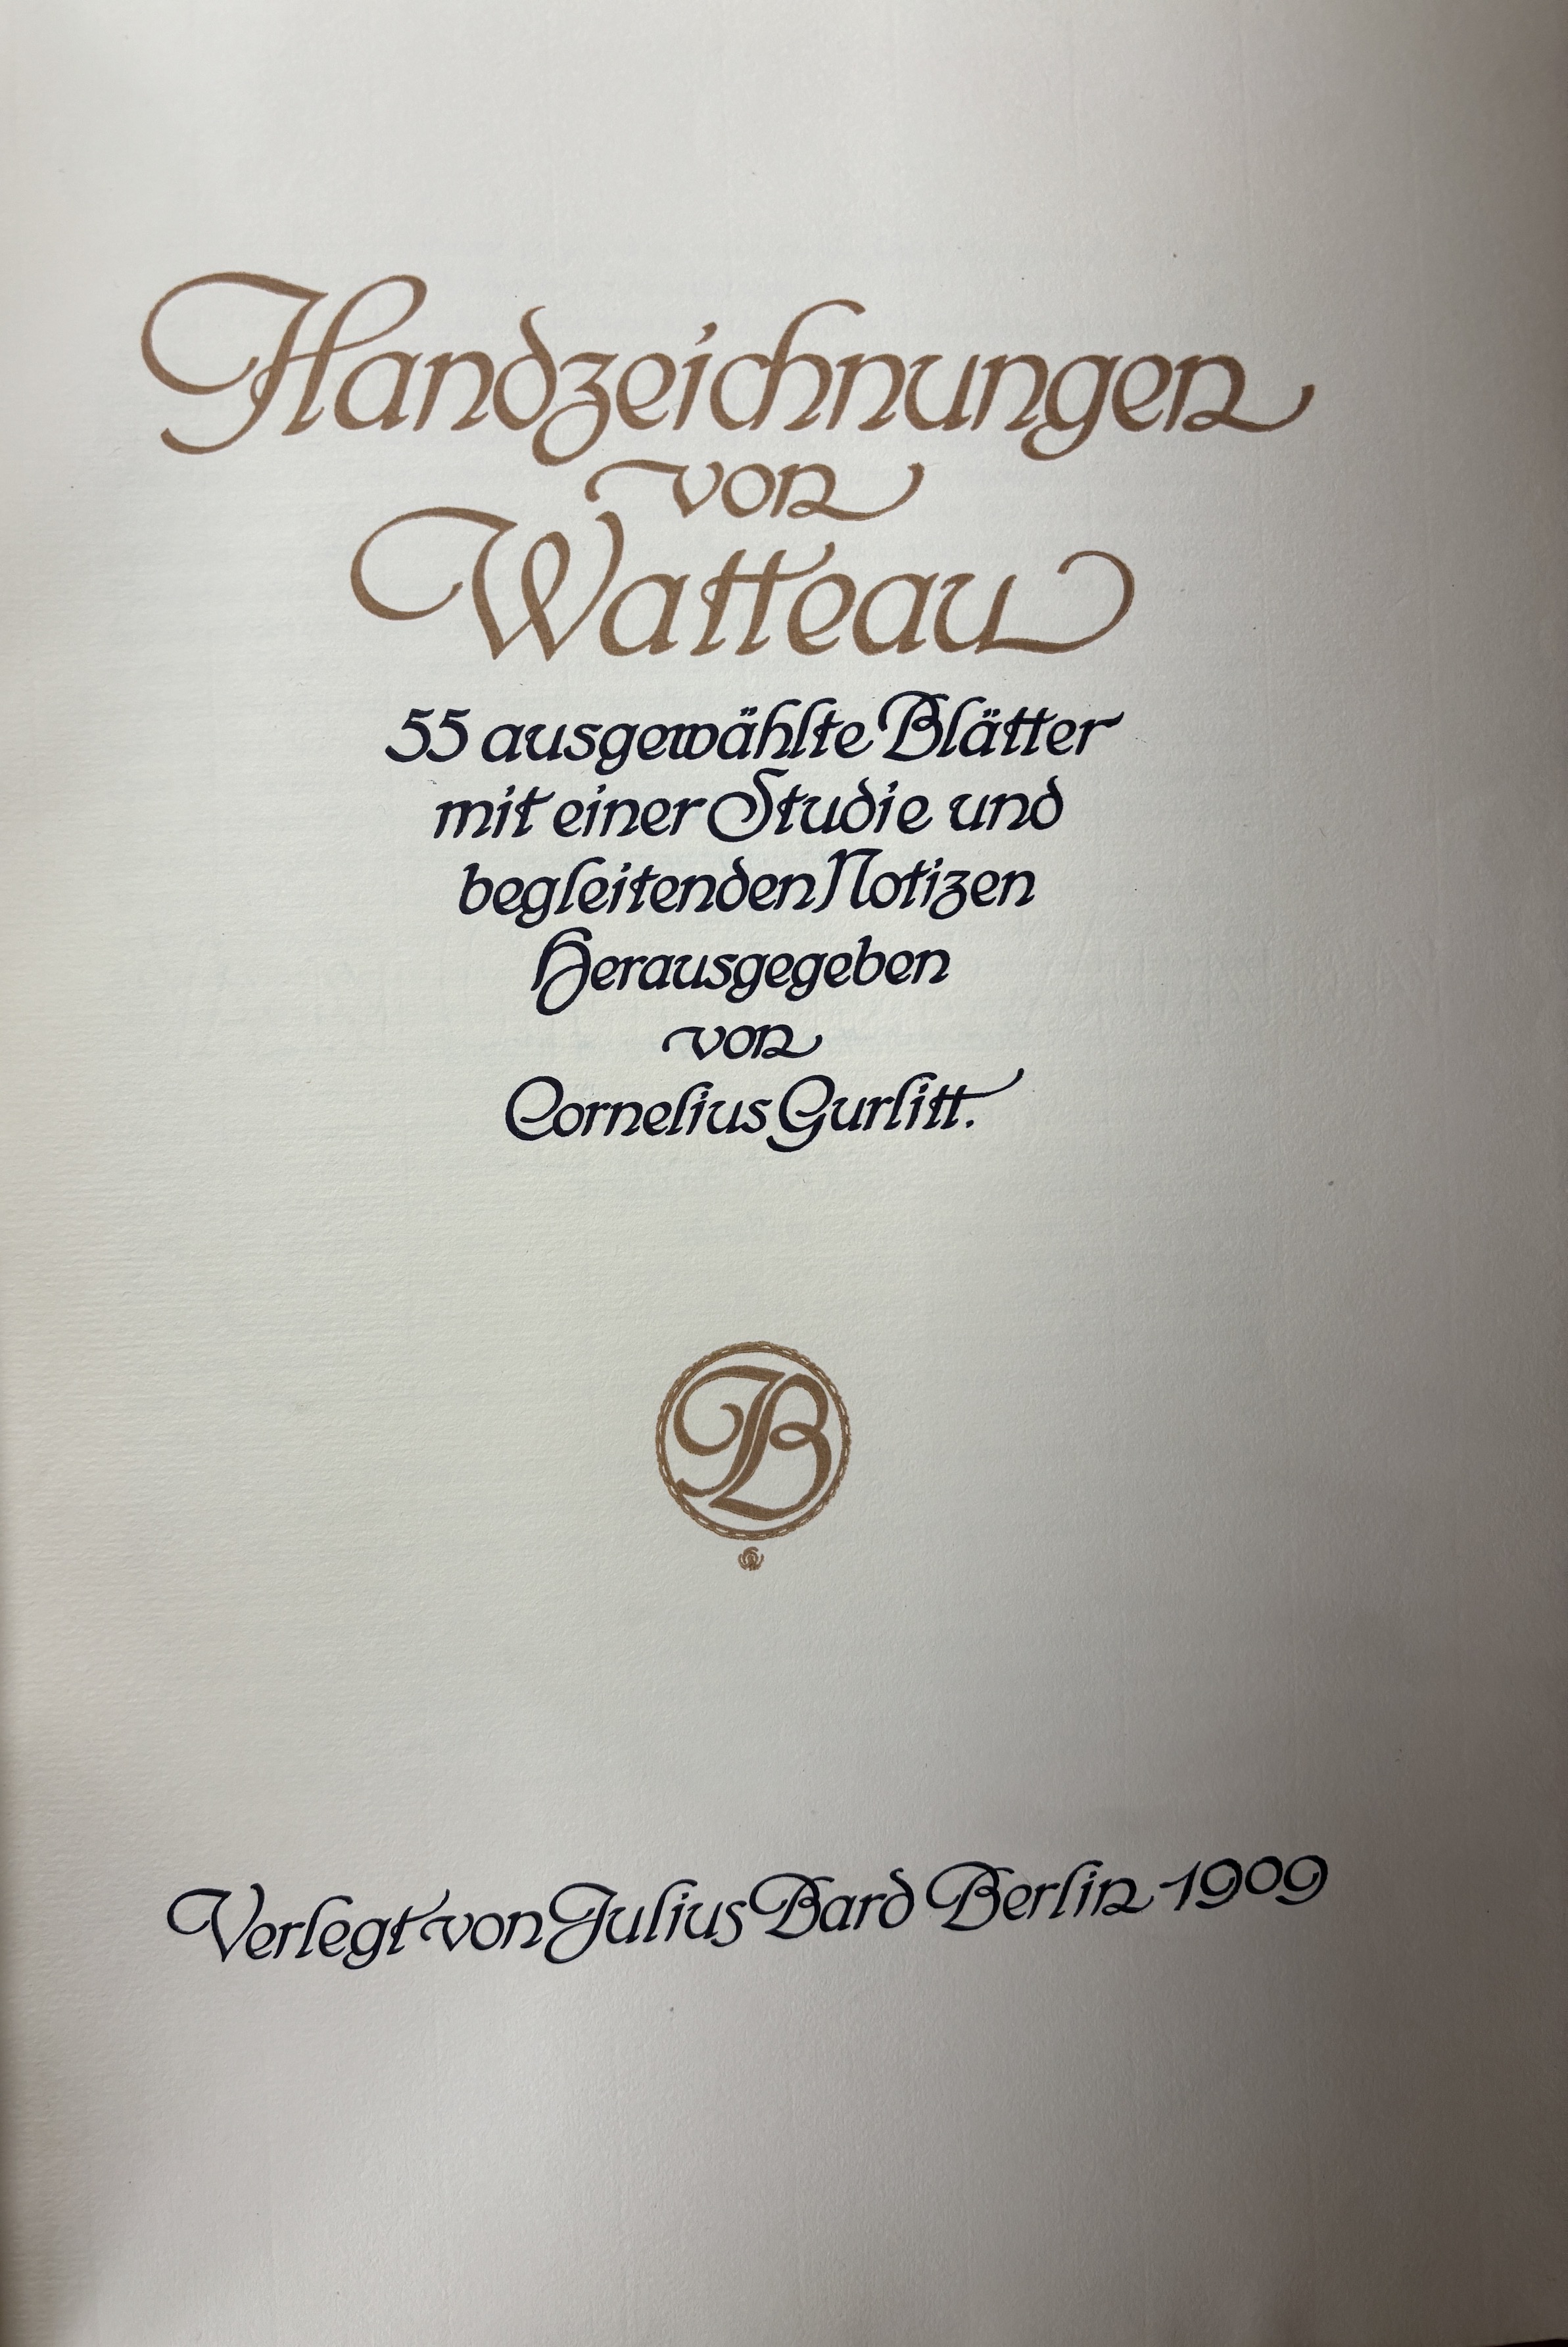 Handzeichnungen
von
Watteau
55 ausgewählte Blätter
mit einer Studie und
begleitenden Notizen
Herausgegeben
von
Cornelius Gurlitt.
JB
Verlegt von Julius Bard Berlin 1909